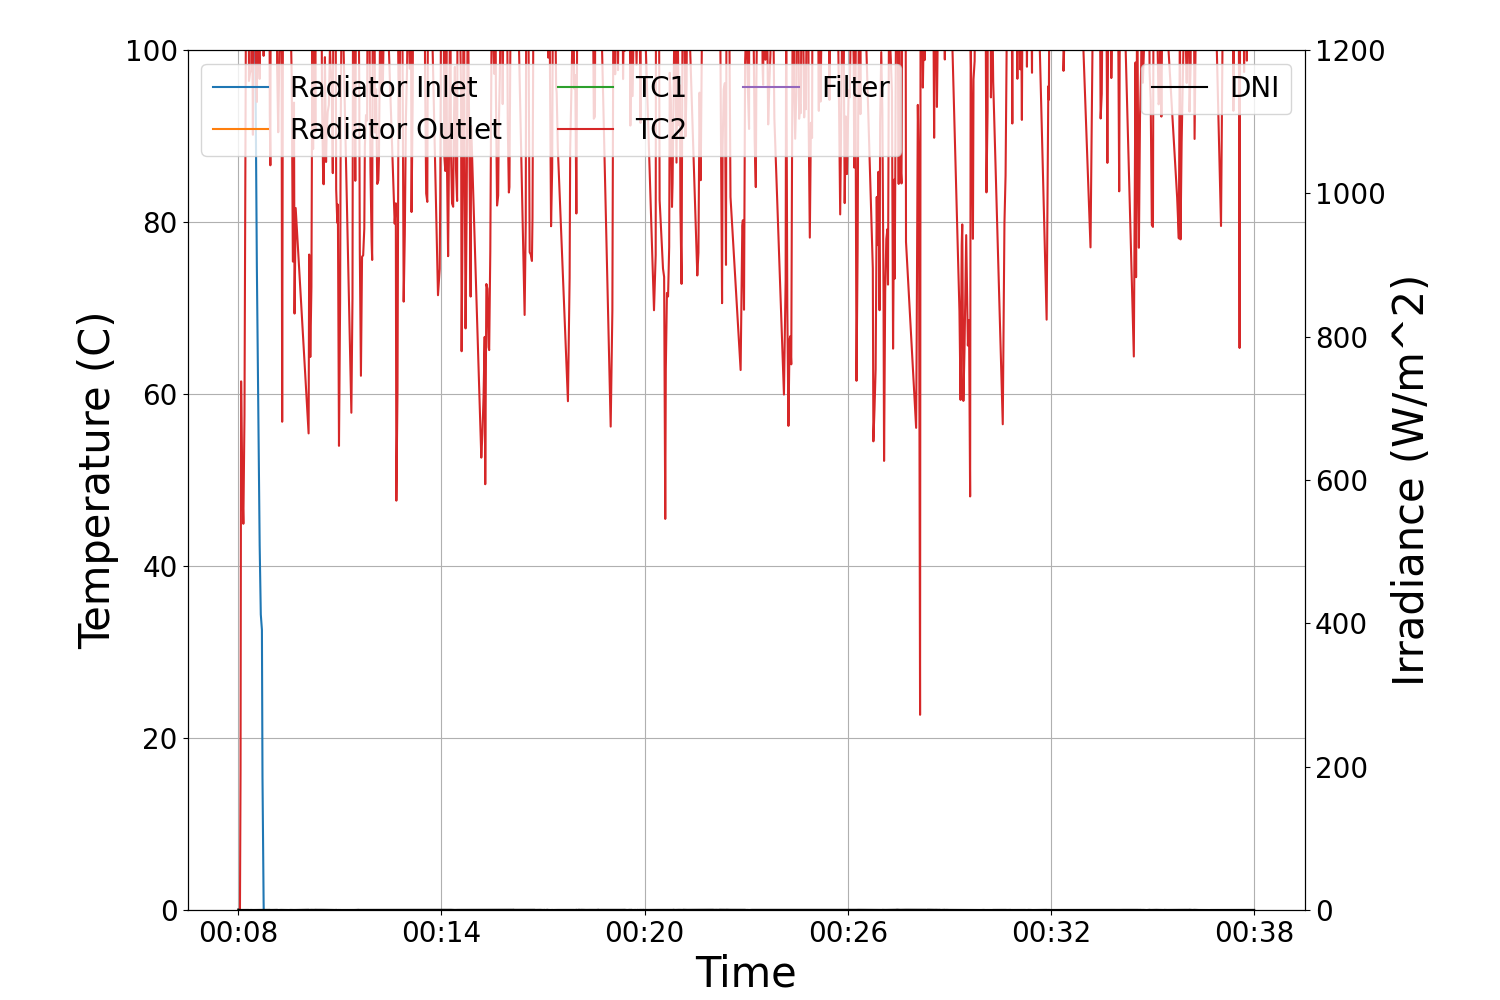 100
80
60
40
20
0
Temperature (C)
Radiator Inlet
Radiator Outlet
TC1
TC2
Filter
DNI
1200
1000
800
600
400
200
0
Irradiance (W/m^2)
00:08
00:14
00:20
00:26
00:32
00:38
Time